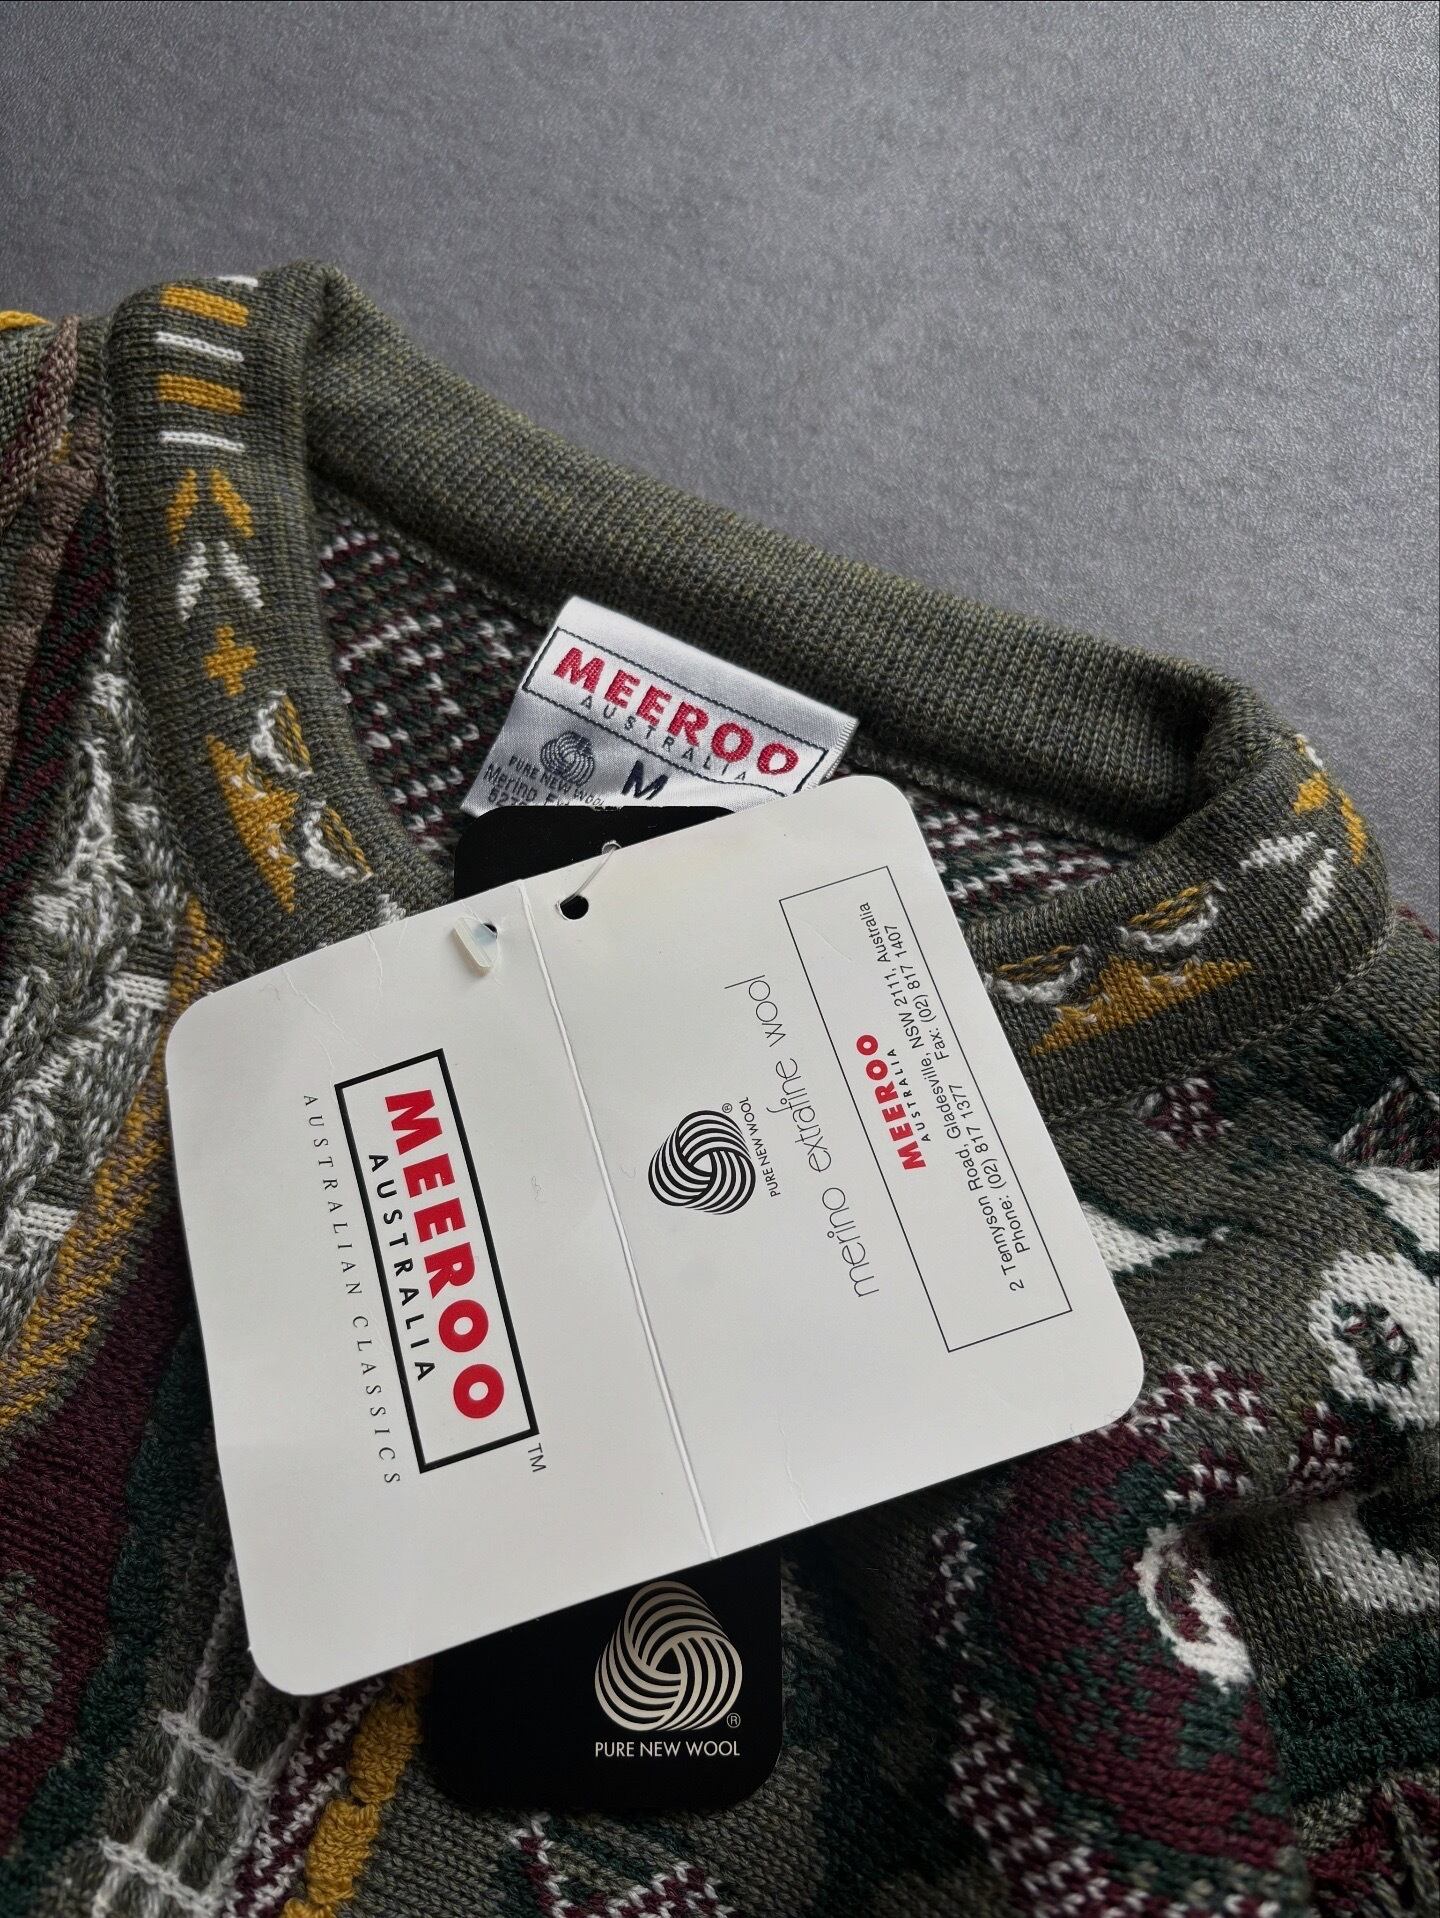 MEEROO
AUSTRALIA
PURE NEW WOOL
M
Merino
MEEROO
AUSTRALIA
TM
AUSTRALIAN CLASSICS
PURE NEW WOOL
®
merino extrafine wool
MEEROO
AUSTRALIA
2 Tennyson Road, Gladesville, NSW 2111, Australia
Phone: (02) 817 1377 Fax: (02) 817 1407
®
PURE NEW WOOL